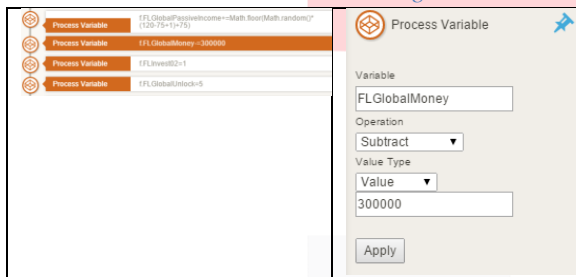 f.FLGlobalPassiveIncome+=Math.floor(Math.random()*
Process Variable (120-75+1)+75)
Process Variable f.FLGlobalMoney-=300000
Process Variable f.FLInvest02=1
Process Variable f.FLGlobalUnlock=5
Process Variable
Variable
FLGlobalMoney
Operation
Subtract
Value Type
Value
300000
Apply